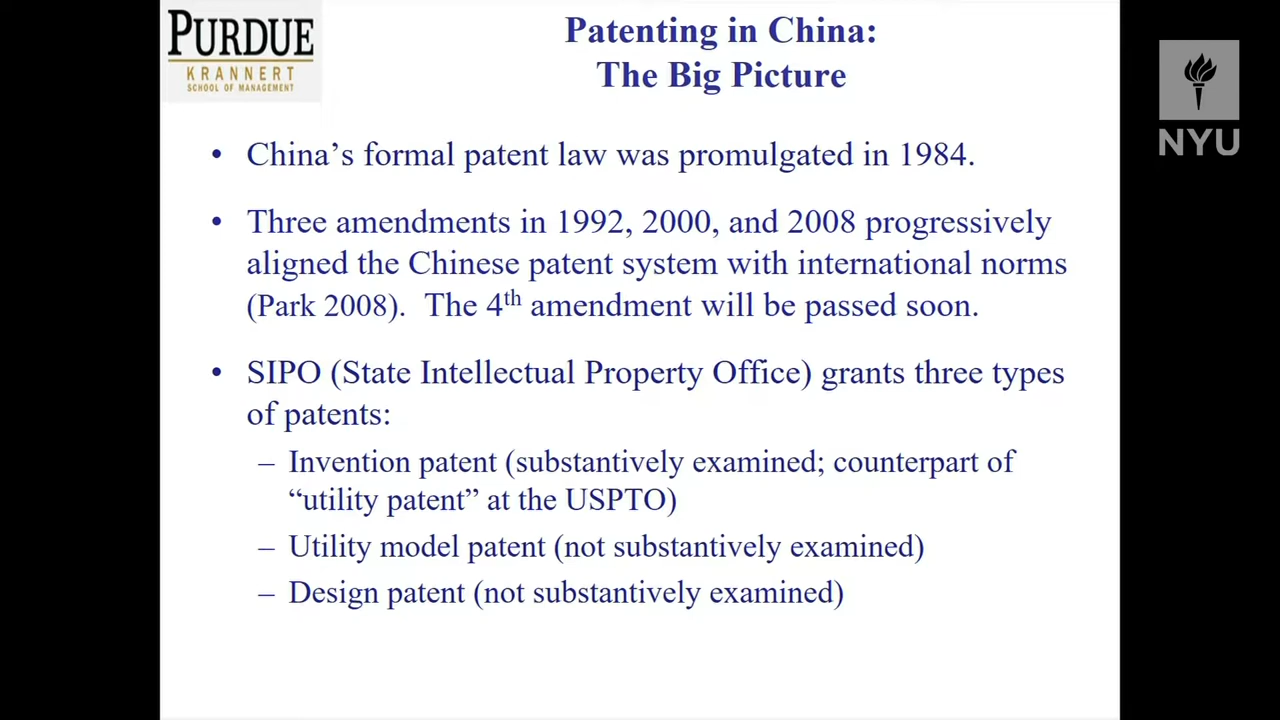 PURDUE
KRANNERT
SCHOOL OF MANAGEMENT
Patenting in China:
The Big Picture
NYU
• China’s formal patent law was promulgated in 1984.
• Three amendments in 1992, 2000, and 2008 progressively
aligned the Chinese patent system with international norms
(Park 2008). The 4th amendment will be passed soon.
• SIPO (State Intellectual Property Office) grants three types
of patents:
– Invention patent (substantively examined; counterpart of
“utility patent” at the USPTO)
– Utility model patent (not substantively examined)
– Design patent (not substantively examined)